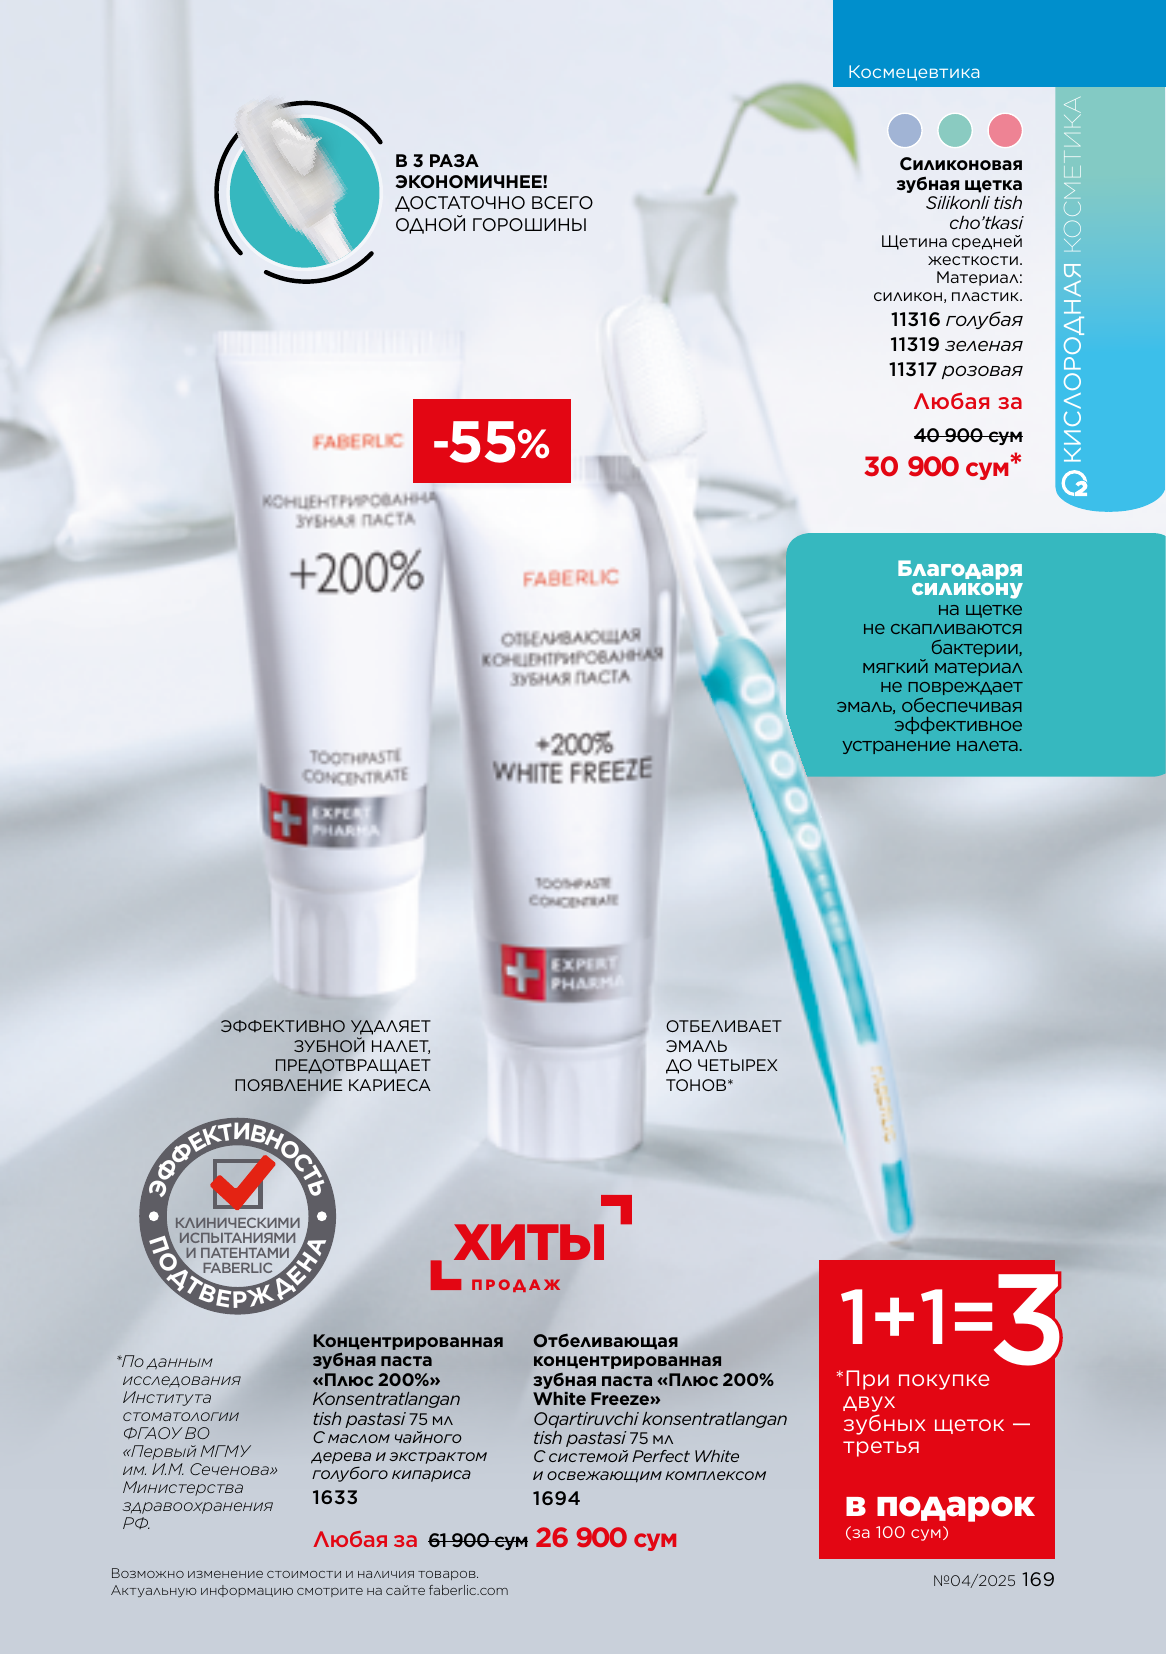 Космецевтика
КИСЛОРОДНАЯ КОСМЕТИКА
O2
В 3 РАЗА
ЭКОНОМИЧНЕЕ!
ДОСТАТОЧНО ВСЕГО
ОДНОЙ ГОРОШИНЫ
Силиконовая
зубная щетка
Silikonli tish
cho'tkasi
Щетина средней
жесткости.
Материал:
силикон, пластик.
11316 голубая
11319 зеленая
11317 розовая
Любая за
40 900 сум
30 900 сум*
-55%
FABERLIC
КОНЦЕНТРИРОВАННА
ЗУБНАЯ ПАСТА
+200%
TOOTHPASTE
CONCENTRATE
EXPERT
PHARMA
FABERLIC
ОТБЕЛИВАЮЩАЯ
КОНЦЕНТРИРОВАННАЯ
ЗУБНАЯ ПАСТА
+200%
WHITE FREEZE
TOOTHPASTE
CONCENTRATE
EXPERT
PHARMA
Благодаря
силикону
на щетке
не скапливаются
бактерии,
мягкий материал
не повреждает
эмаль, обеспечивая
эффективное
устранение налета.
ЭФФЕКТИВНО УДАЛЯЕТ
ЗУБНОЙ НАЛЕТ,
ПРЕДОТВРАЩАЕТ
ПОЯВЛЕНИЕ КАРИЕСА
ОТБЕЛИВАЕТ
ЭМАЛЬ
ДО ЧЕТЫРЕХ
ТОНОВ*
ЭФФЕКТИВНОСТЬ
КЛИНИЧЕСКИМИ
ИСПЫТАНИЯМИ
И ПАТЕНТАМИ
FABERLIC
ПОДТВЕРЖДЕНА
ХИТЫ
ПРОДАЖ
*По данным
исследования
Института
стоматологии
ФГАОУ ВО
«Первый МГМУ
им. И.М. Сеченова»
Министерства
здравоохранения
РФ.
Концентрированная
зубная паста
«Плюс 200%»
Konsentratlangan
tish pastasi 75 мл
С маслом чайного
дерева и экстрактом
голубого кипариса
1633
Отбеливающая
концентрированная
зубная паста «Плюс 200%
White Freeze»
Oqartiruvchi konsentratlangan
tish pastasi 75 мл
С системой Perfect White
и освежающим комплексом
1694
Любая за 61 900 сум 26 900 сум
1+1=3
*При покупке
двух
зубных щеток —
третья
в подарок
(за 100 сум)
Возможно изменение стоимости и наличия товаров.
Актуальную информацию смотрите на сайте faberlic.com
№04/2025 169